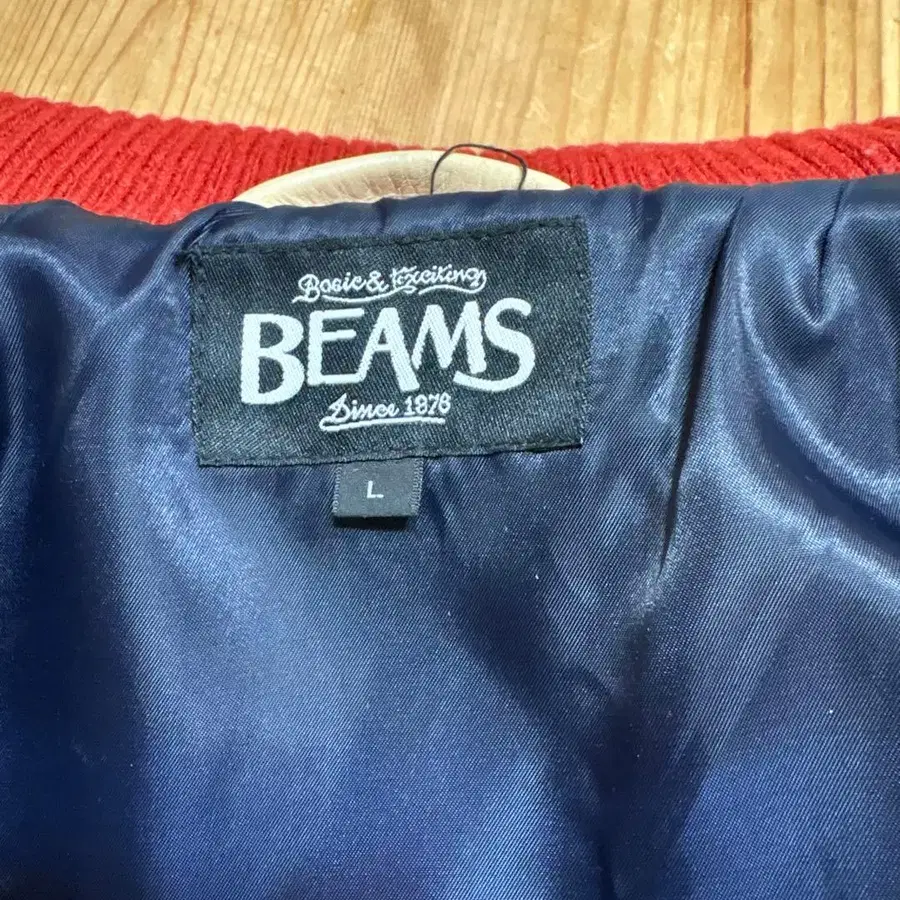 Basic & Exciting
BEAMS
Since 1976
L